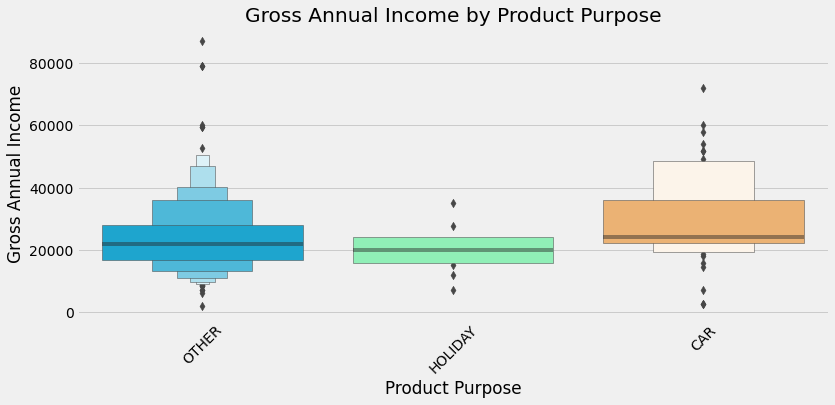 Gross Annual Income by Product Purpose
Gross Annual Income
80000
60000
40000
20000
0
OTHER
HOLIDAY
CAR
Product Purpose